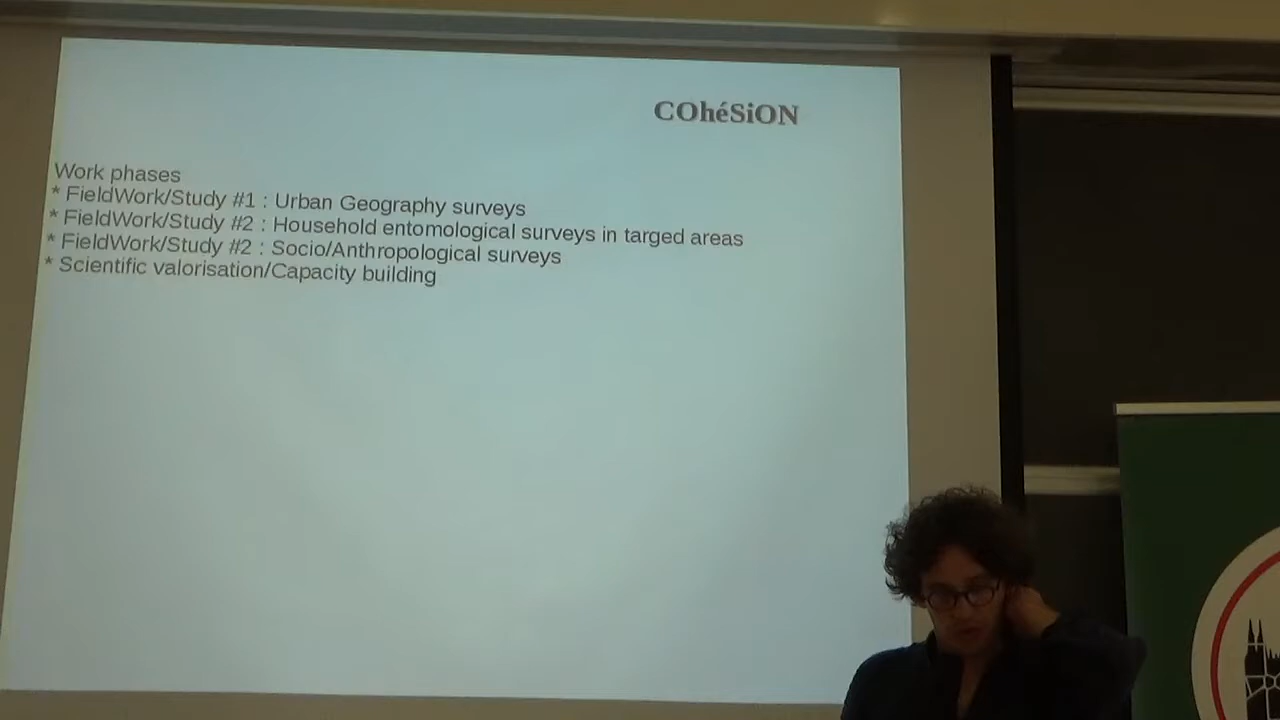 COhéSiON
Work phases
* FieldWork/Study #1 : Urban Geography surveys
* FieldWork/Study #2 : Household entomological surveys in targed areas
* FieldWork/Study #2 : Socio/Anthropological surveys
* Scientific valorisation/Capacity building